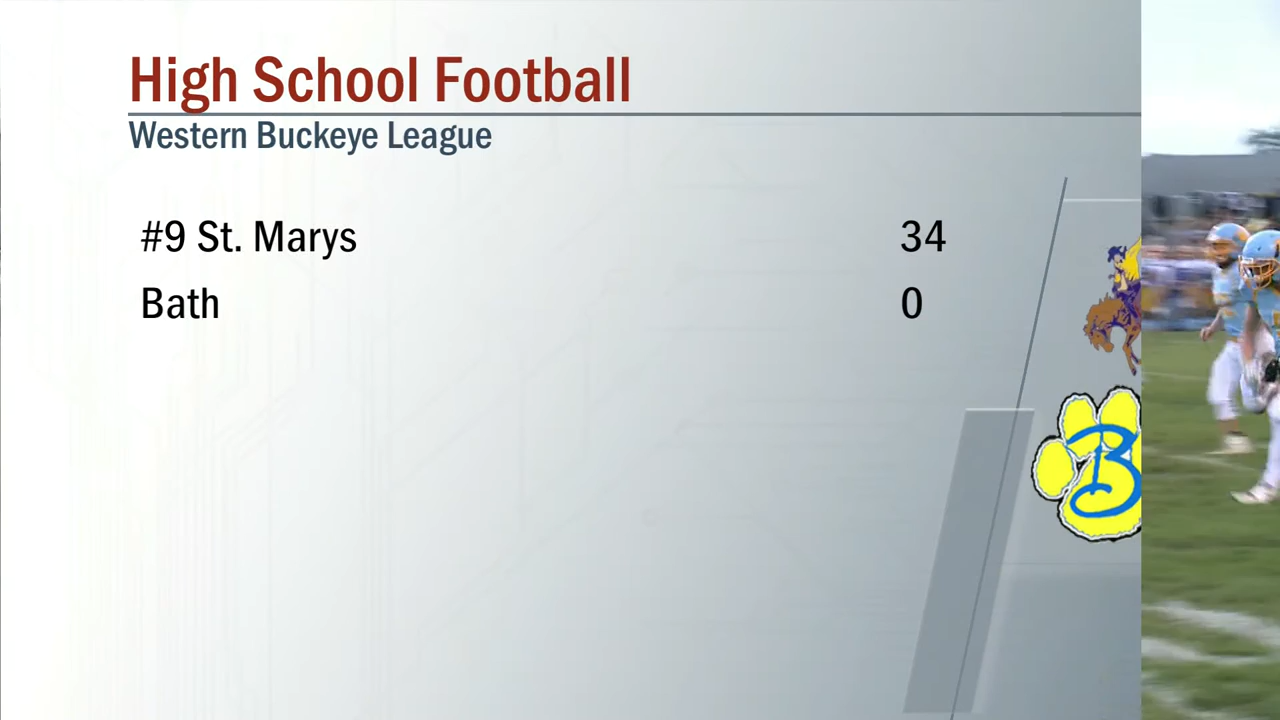 High School Football
Western Buckeye League
#9 St. Marys 34
Bath 0
B